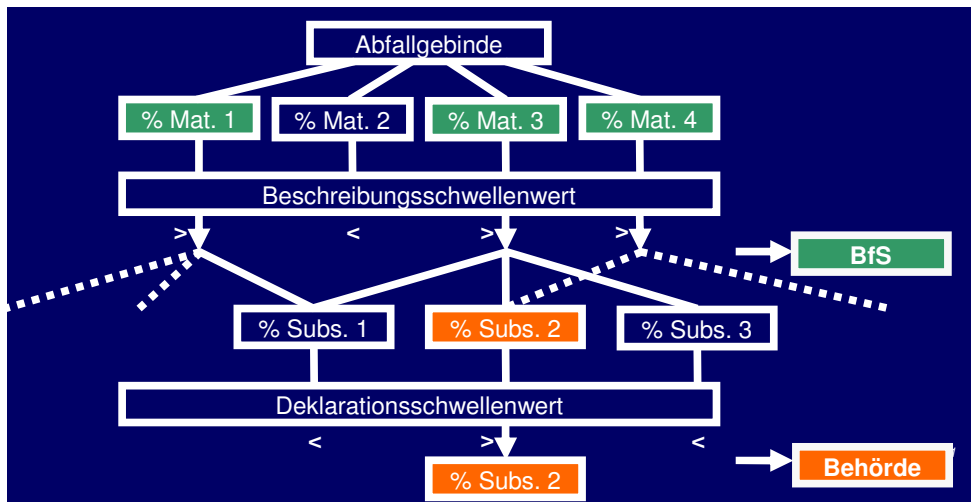 Abfallgebinde
% Mat. 1 % Mat. 2 % Mat. 3 % Mat. 4
Beschreibungsschwellenwert
> < > >
BfS
% Subs. 1 % Subs. 2 % Subs. 3
Deklarationsschwellenwert
< > <
Behörde
% Subs. 2